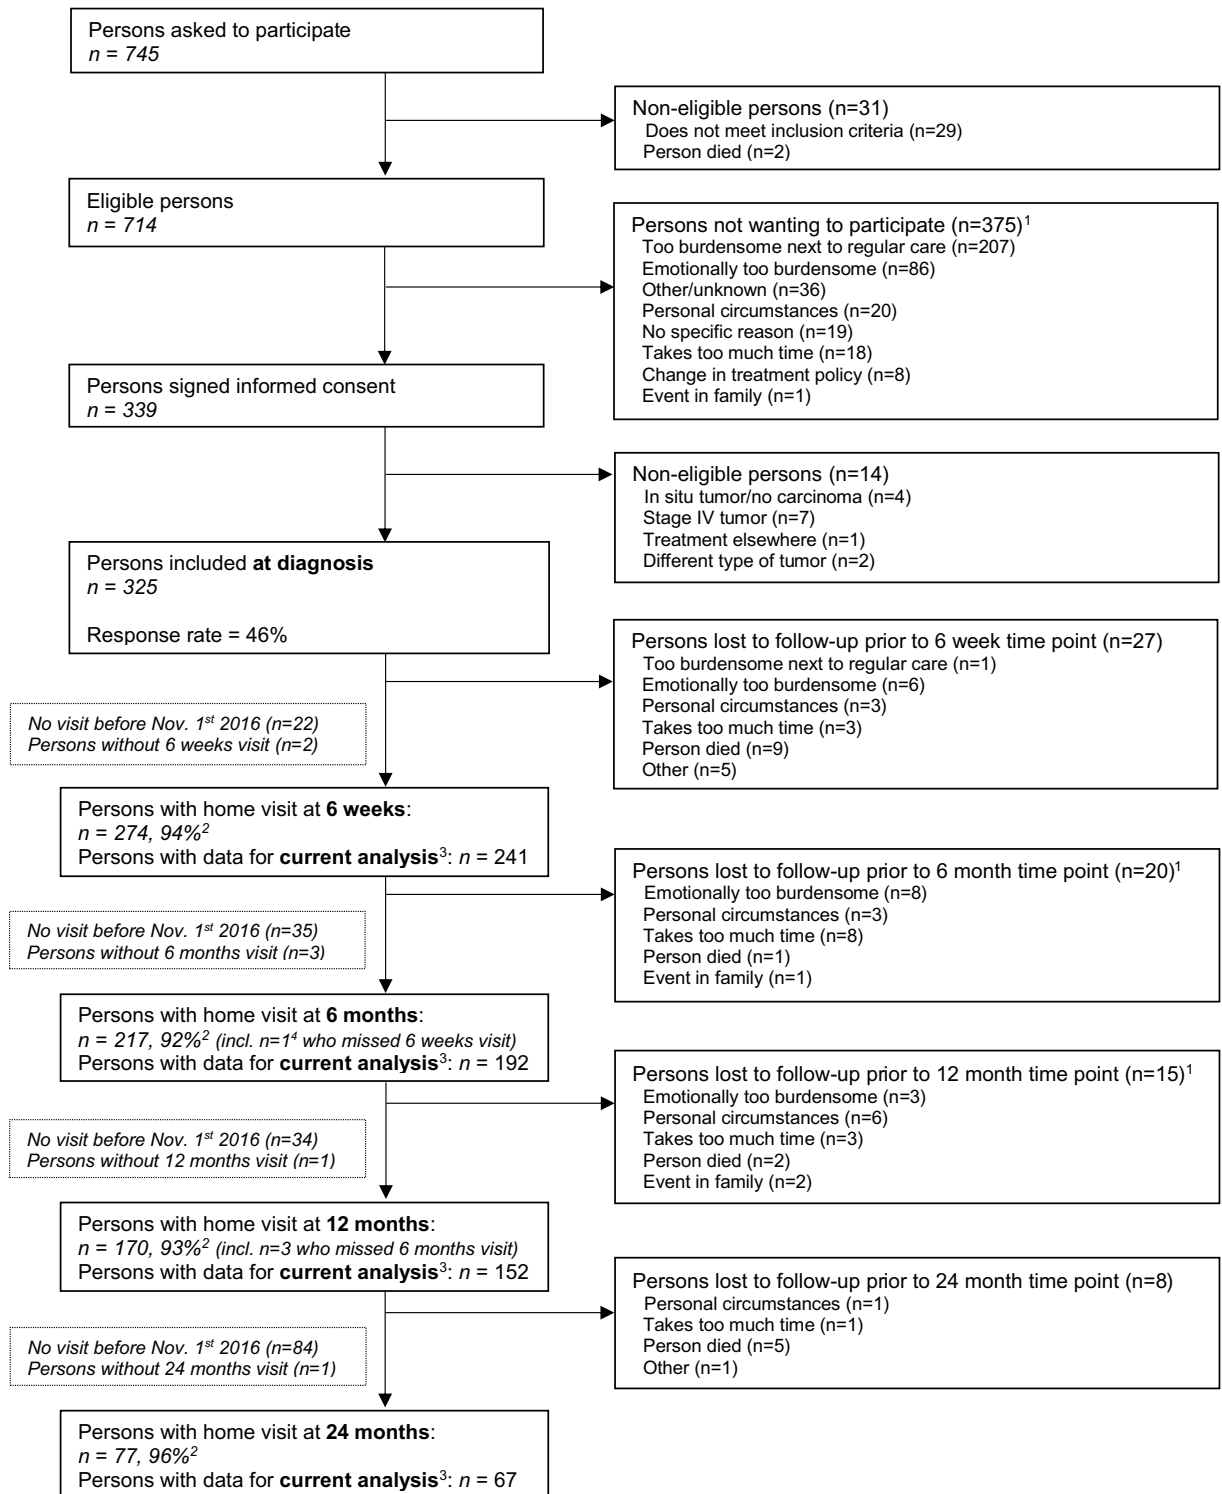 Persons asked to participate
n = 745
Non-eligible persons (n=31)
Does not meet inclusion criteria (n=29)
Person died (n=2)
Eligible persons
n = 714
Persons not wanting to participate (n=375)¹
Too burdensome next to regular care (n=207)
Emotionally too burdensome (n=86)
Other/unknown (n=36)
Personal circumstances (n=20)
No specific reason (n=19)
Takes too much time (n=18)
Change in treatment policy (n=8)
Event in family (n=1)
Persons signed informed consent
n = 339
Non-eligible persons (n=14)
In situ tumor/no carcinoma (n=4)
Stage IV tumor (n=7)
Treatment elsewhere (n=1)
Different type of tumor (n=2)
Persons included at diagnosis
n = 325
Response rate = 46%
Persons lost to follow-up prior to 6 week time point (n=27)
Too burdensome next to regular care (n=1)
Emotionally too burdensome (n=6)
Personal circumstances (n=3)
Takes too much time (n=3)
Person died (n=9)
Other (n=5)
No visit before Nov. 1st 2016 (n=22)
Persons without 6 weeks visit (n=2)
Persons with home visit at 6 weeks:
n = 274, 94%²
Persons with data for current analysis³: n = 241
Persons lost to follow-up prior to 6 month time point (n=20)¹
Emotionally too burdensome (n=8)
Personal circumstances (n=3)
Takes too much time (n=8)
Person died (n=1)
Event in family (n=1)
No visit before Nov. 1st 2016 (n=35)
Persons without 6 months visit (n=3)
Persons with home visit at 6 months:
n = 217, 92%² (incl. n=1⁴ who missed 6 weeks visit)
Persons with data for current analysis³: n = 192
Persons lost to follow-up prior to 12 month time point (n=15)¹
Emotionally too burdensome (n=3)
Personal circumstances (n=6)
Takes too much time (n=3)
Person died (n=2)
Event in family (n=2)
No visit before Nov. 1st 2016 (n=34)
Persons without 12 months visit (n=1)
Persons with home visit at 12 months:
n = 170, 93%² (incl. n=3 who missed 6 months visit)
Persons with data for current analysis³: n = 152
Persons lost to follow-up prior to 24 month time point (n=8)
Personal circumstances (n=1)
Takes too much time (n=1)
Person died (n=5)
Other (n=1)
No visit before Nov. 1st 2016 (n=84)
Persons without 24 months visit (n=1)
Persons with home visit at 24 months:
n = 77, 96%²
Persons with data for current analysis³: n = 67